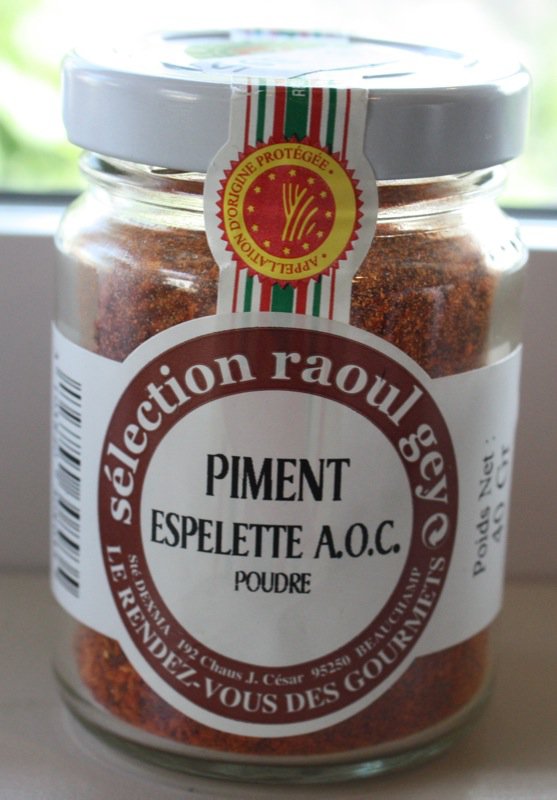 APPELLATION D'ORIGINE PROTÉGÉE
sélection raoul gey
PIMENT
ESPELETTE A.O.C.
POUDRE
Sté DEXMA 192 Chaus J. César 95250 BEAUCHAMP
LE RENDEZ-VOUS DES GOURMETS
Poids Net :
40 Gr